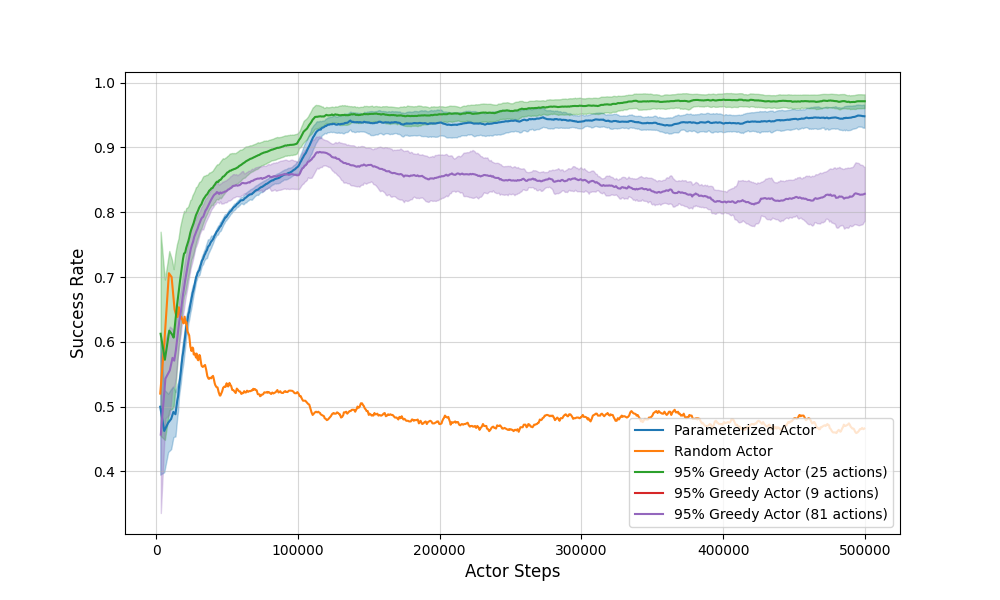 1.0
0.9
0.8
0.7
0.6
0.5
0.4
Success Rate
Parameterized Actor
Random Actor
95% Greedy Actor (25 actions)
95% Greedy Actor (9 actions)
95% Greedy Actor (81 actions)
0
100000
200000
300000
400000
500000
Actor Steps